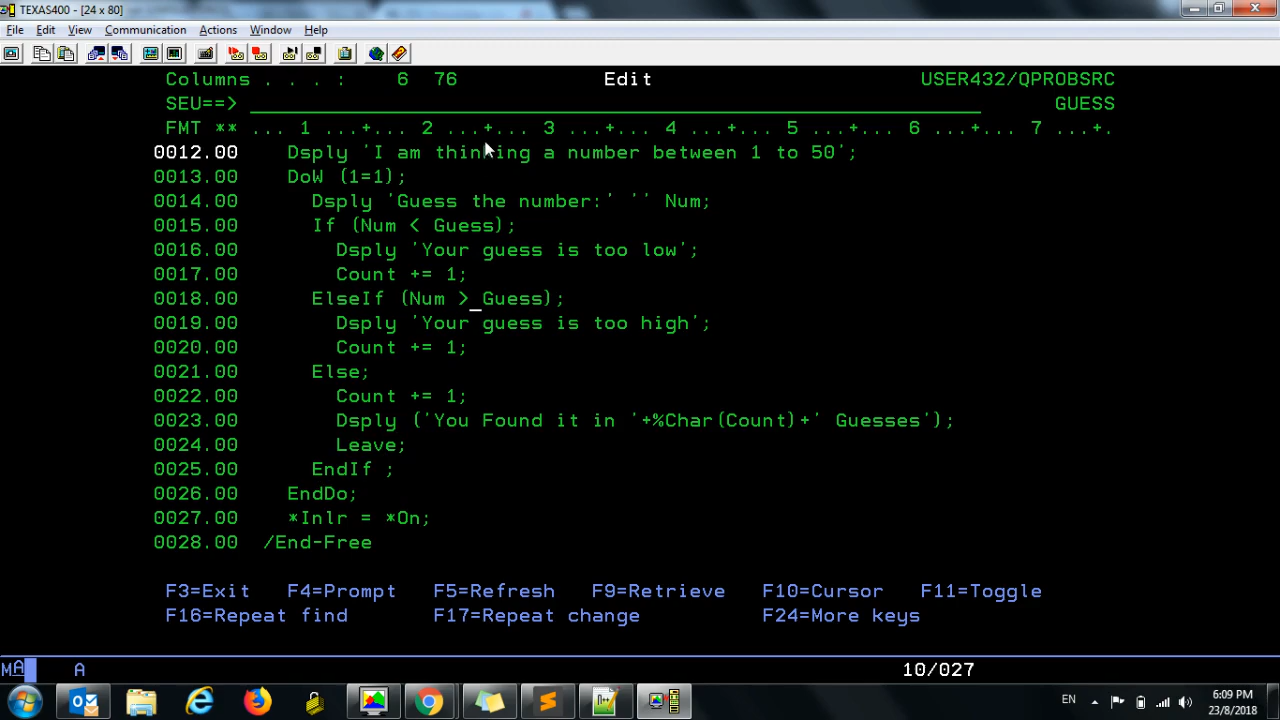 TEXAS400 - [24 x 80]
File Edit View Communication Actions Window Help
Columns . . . : 6 76 Edit USER432/QPROBSRC
SEU==> GUESS
FMT ** ... 1 ...+... 2 ...+... 3 ...+... 4 ...+... 5 ...+... 6 ...+... 7 ...+.
0012.00 Dsply 'I am thinking a number between 1 to 50';
0013.00 DoW (1=1);
0014.00 Dsply 'Guess the number:' '' Num;
0015.00 If (Num < Guess);
0016.00 Dsply 'Your guess is too low';
0017.00 Count += 1;
0018.00 ElseIf (Num > Guess);
0019.00 Dsply 'Your guess is too high';
0020.00 Count += 1;
0021.00 Else;
0022.00 Count += 1;
0023.00 Dsply ('You Found it in '+%Char(Count)+' Guesses');
0024.00 Leave;
0025.00 EndIf ;
0026.00 EndDo;
0027.00 *Inlr = *On;
0028.00 /End-Free
F3=Exit F4=Prompt F5=Refresh F9=Retrieve F10=Cursor F11=Toggle
F16=Repeat find F17=Repeat change F24=More keys
MA A 10/027
EN 6:09 PM
23/8/2018